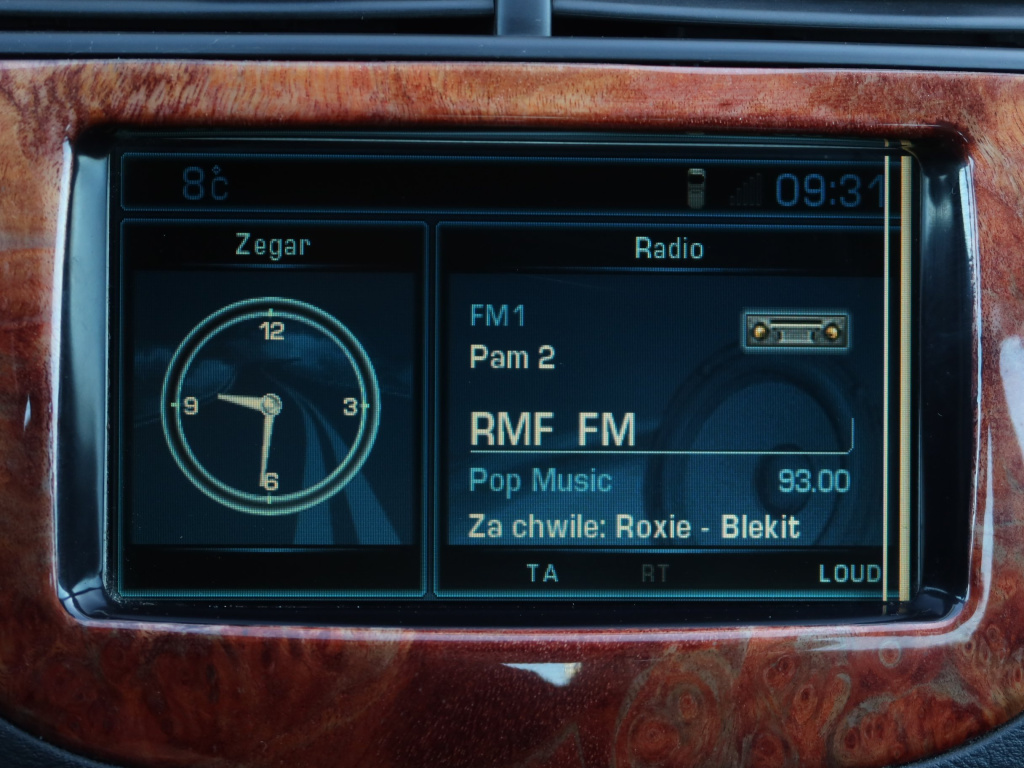 8°C 09:31
Zegar
12
9 3
6
Radio
FM1
Pam 2
RMF FM
Pop Music 93.00
Za chwile: Roxie - Blekit
TA RT LOUD